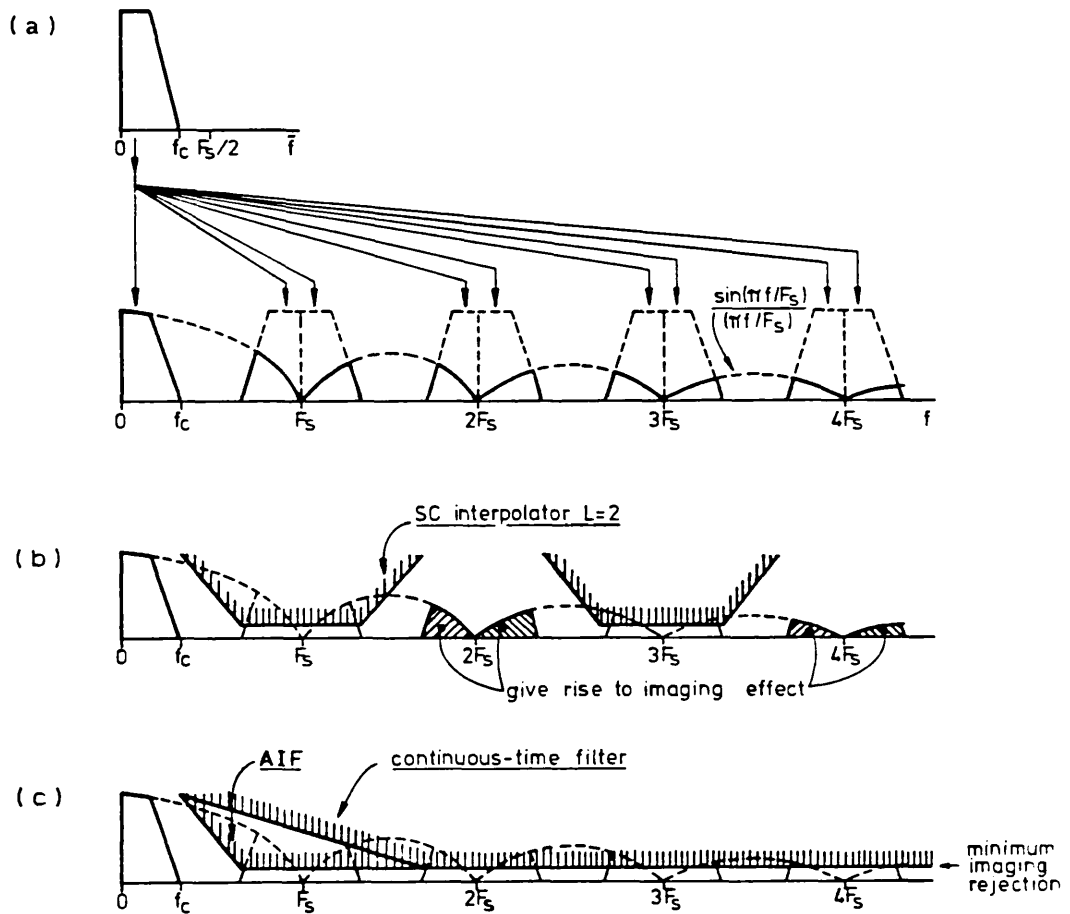 (a)
0 fc Fs/2 f̄
sin(πf/Fs)
(πf/Fs)
0 fc Fs 2Fs 3Fs 4Fs f
SC interpolator L=2
(b)
0 fc Fs 2Fs 3Fs 4Fs
give rise to imaging effect
AIF continuous-time filter
(c)
minimum
imaging
rejection
0 fc Fs 2Fs 3Fs 4Fs